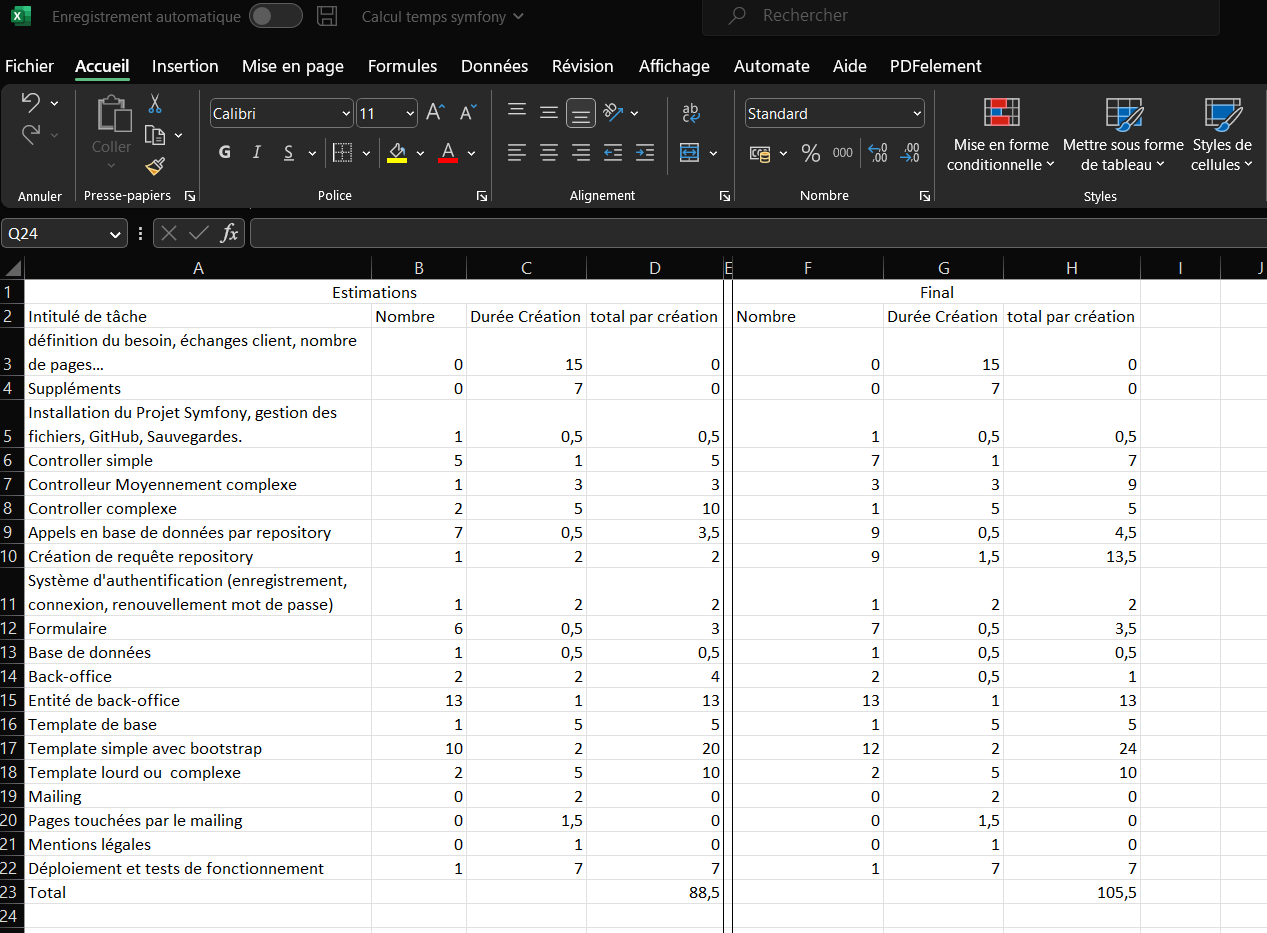 Enregistrement automatique Calcul temps symfony Rechercher
Fichier Accueil Insertion Mise en page Formules Données Révision Affichage Automate Aide PDFelement
Coller
Calibri 11
G I S
ab
Standard
% 000
Mise en forme conditionnelle
Mettre sous forme de tableau
Styles de cellules
Annuler Presse-papiers Police Alignement Nombre Styles
Q24 fx
A B C D E F G H I J
1 Estimations Final
2 Intitulé de tâche Nombre Durée Création total par création Nombre Durée Création total par création
définition du besoin, échanges client, nombre
3 de pages... 0 15 0 0 15 0
4 Suppléments 0 7 0 0 7 0
Installation du Projet Symfony, gestion des
5 fichiers, GitHub, Sauvegardes. 1 0,5 0,5 1 0,5 0,5
6 Controller simple 5 1 5 7 1 7
7 Controlleur Moyennement complexe 1 3 3 3 3 9
8 Controller complexe 2 5 10 1 5 5
9 Appels en base de données par repository 7 0,5 3,5 9 0,5 4,5
10 Création de requête repository 1 2 2 9 1,5 13,5
Système d'authentification (enregistrement,
11 connexion, renouvellement mot de passe) 1 2 2 1 2 2
12 Formulaire 6 0,5 3 7 0,5 3,5
13 Base de données 1 0,5 0,5 1 0,5 0,5
14 Back-office 2 2 4 2 0,5 1
15 Entité de back-office 13 1 13 13 1 13
16 Template de base 1 5 5 1 5 5
17 Template simple avec bootstrap 10 2 20 12 2 24
18 Template lourd ou  complexe 2 5 10 2 5 10
19 Mailing 0 2 0 0 2 0
20 Pages touchées par le mailing 0 1,5 0 0 1,5 0
21 Mentions légales 0 1 0 0 1 0
22 Déploiement et tests de fonctionnement 1 7 7 1 7 7
23 Total 88,5 105,5
24